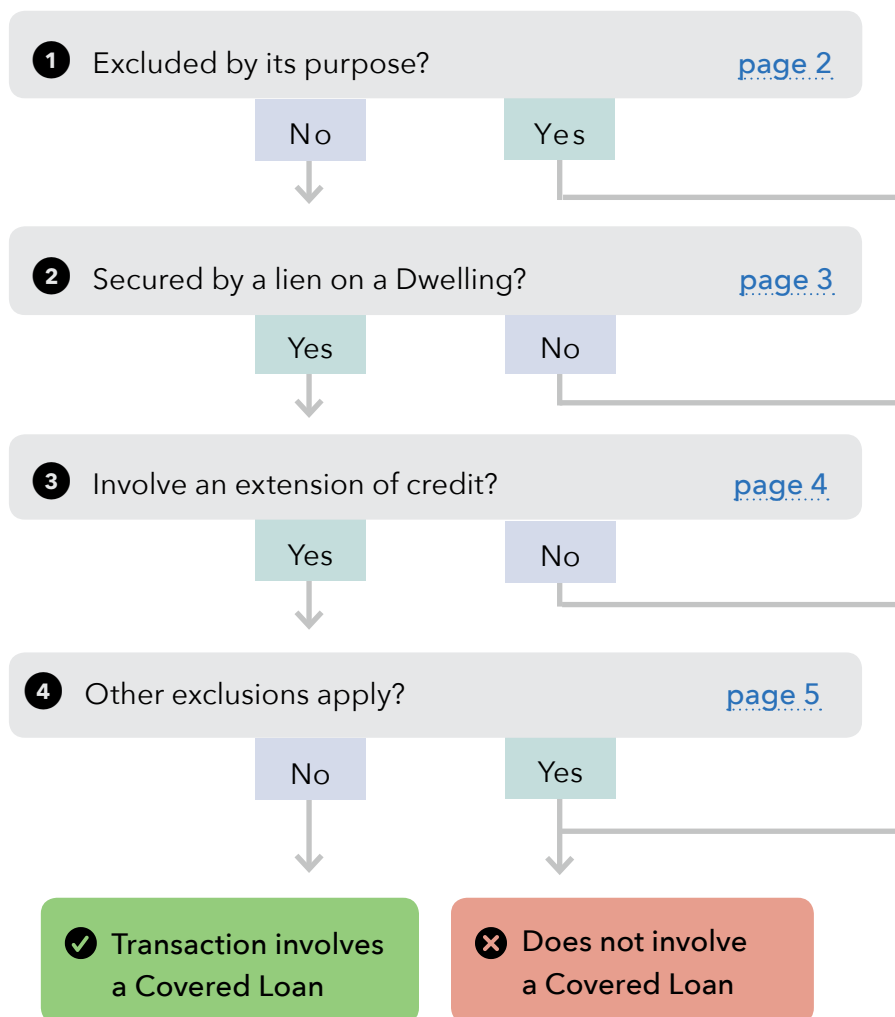 1 Excluded by its purpose? page 2
No Yes
2 Secured by a lien on a Dwelling? page 3
Yes No
3 Involve an extension of credit? page 4
Yes No
4 Other exclusions apply? page 5
No Yes
Transaction involves
a Covered Loan
Does not involve
a Covered Loan